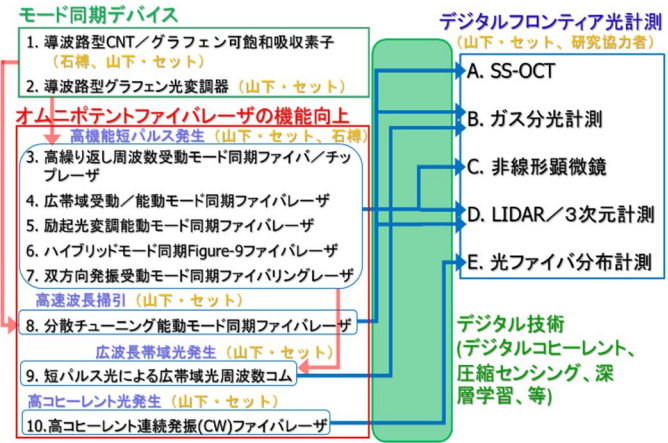 モード同期デバイス
1. 導波路型CNT／グラフェン可飽和吸収素子
（石樽、山下・セット）
2. 導波路型グラフェン光変調器（山下・セット）
オムニポテントファイバレーザの機能向上
高機能短パルス発生（山下・セット、石樽）
3. 高繰り返し周波数受動モード同期ファイバ／チッ
プレーザ
4. 広帯域受動／能動モード同期ファイバレーザ
5. 励起光変調能動モード同期ファイバレーザ
6. ハイブリッドモード同期Figure-9ファイバレーザ
7. 双方向発振受動モード同期ファイバリングレーザ
高速波長掃引（山下・セット）
8. 分散チューニング能動モード同期ファイバレーザ
広波長帯域光発生（山下・セット）
9. 短パルス光による広帯域光周波数コム
高コヒーレント光発生（山下・セット）
10.高コヒーレント連続発振(CW)ファイバレーザ
デジタルフロンティア光計測
（山下・セット、研究協力者）
A. SS-OCT
B. ガス分光計測
C. 非線形顕微鏡
D. LIDAR／３次元計測
E. 光ファイバ分布計測
デジタル技術
(デジタルコヒーレント、
圧縮センシング、深
層学習、等)